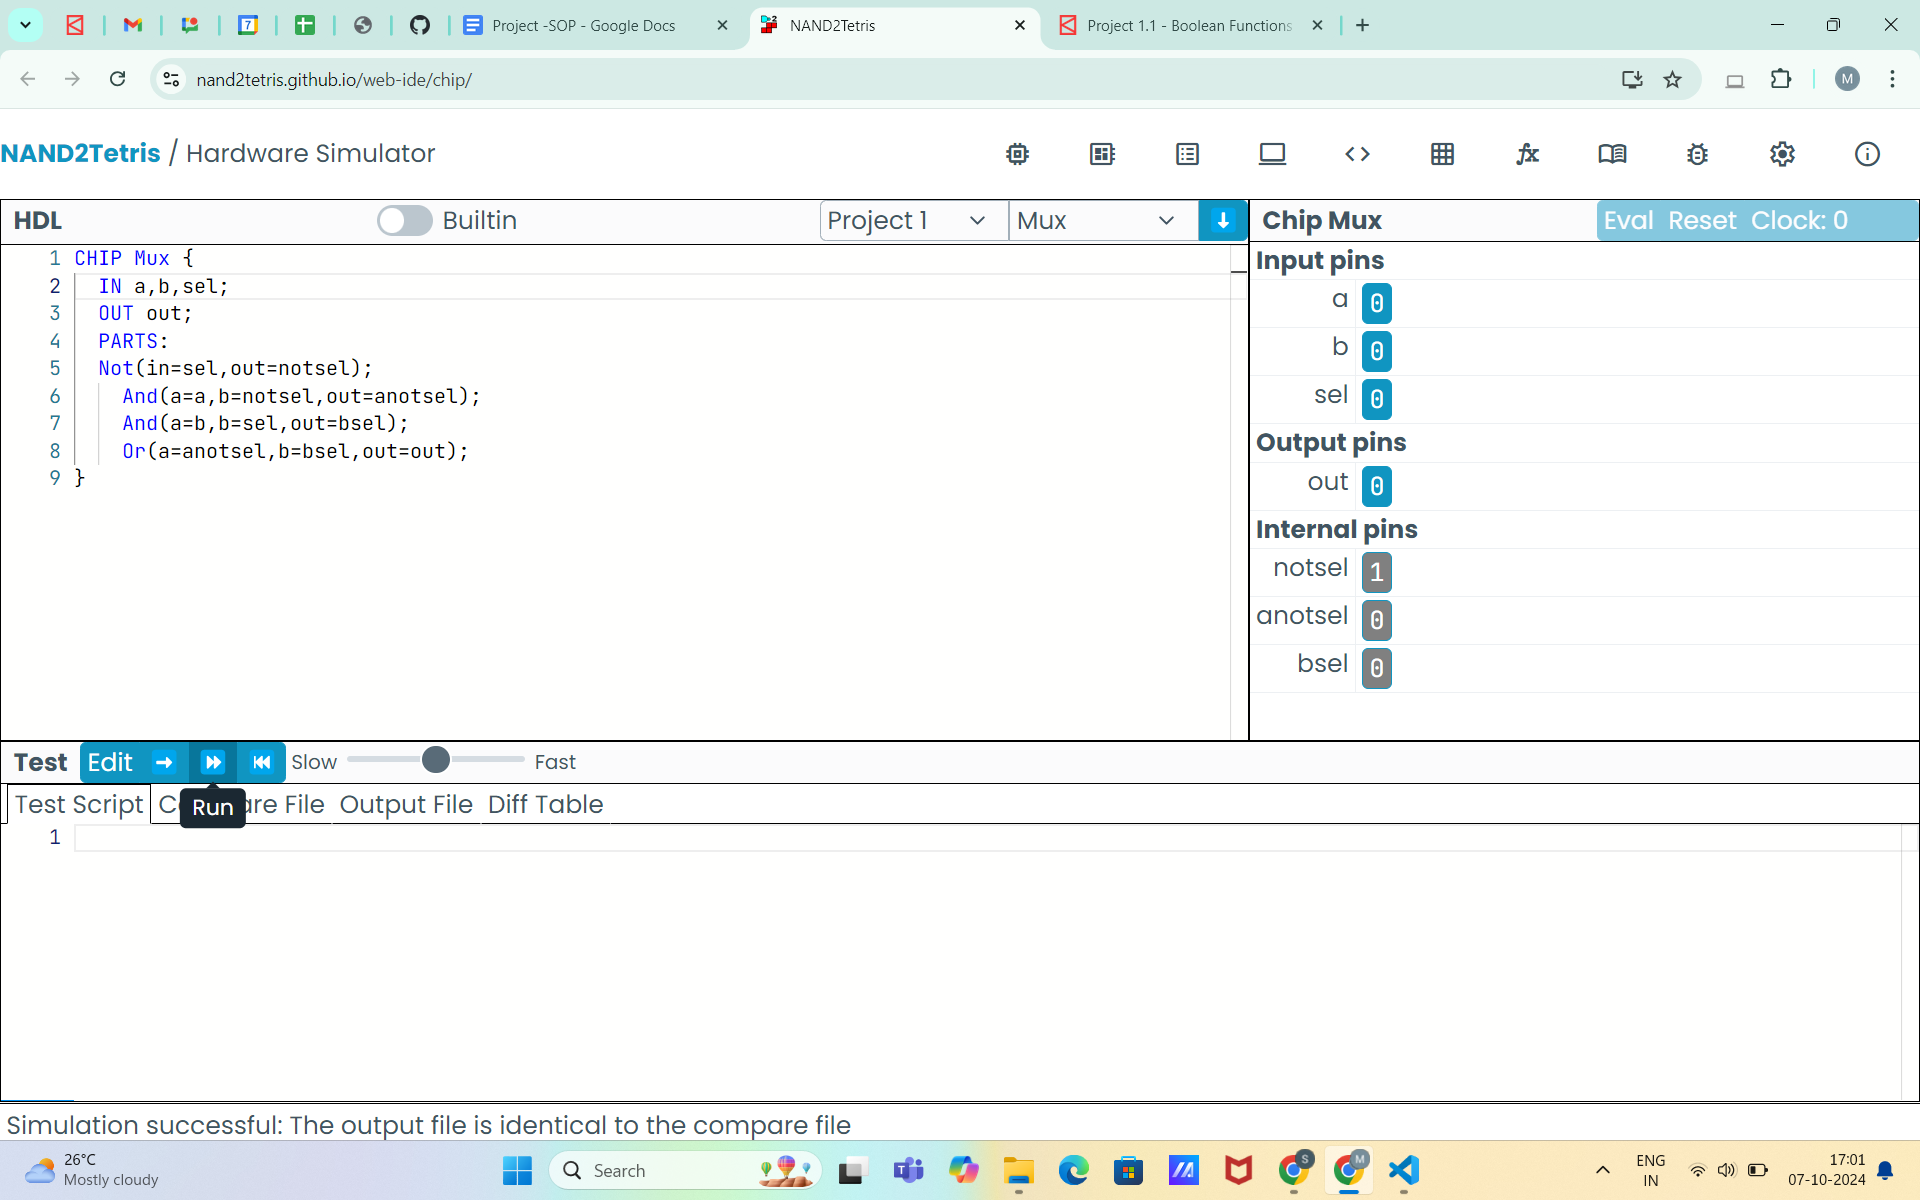 Project -SOP - Google Docs
NAND2Tetris
Project 1.1 - Boolean Functions
nand2tetris.github.io/web-ide/chip/
M
NAND2Tetris / Hardware Simulator
HDL
Builtin
Project 1
Mux
Chip Mux
Eval Reset Clock: 0
1 CHIP Mux {
2 IN a,b,sel;
3 OUT out;
4 PARTS:
5 Not(in=sel,out=notsel);
6 And(a=a,b=notsel,out=anotsel);
7 And(a=b,b=sel,out=bsel);
8 Or(a=anotsel,b=bsel,out=out);
9 }
Input pins
a 0
b 0
sel 0
Output pins
out 0
Internal pins
notsel 1
anotsel 0
bsel 0
Test Edit Slow Fast
Test Script File Output File Diff Table
Run
1
Simulation successful: The output file is identical to the compare file
26°C
Mostly cloudy
Search
S
M
ENG
IN
17:01
07-10-2024